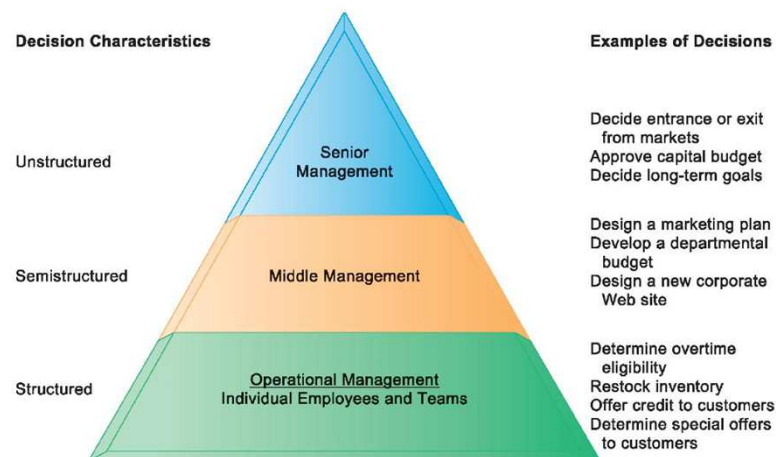 Decision Characteristics
Examples of Decisions
Unstructured
Senior
Management
Decide entrance or exit
from markets
Approve capital budget
Decide long-term goals
Semistructured
Middle Management
Design a marketing plan
Develop a departmental
budget
Design a new corporate
Web site
Structured
Operational Management
Individual Employees and Teams
Determine overtime
eligibility
Restock inventory
Offer credit to customers
Determine special offers
to customers